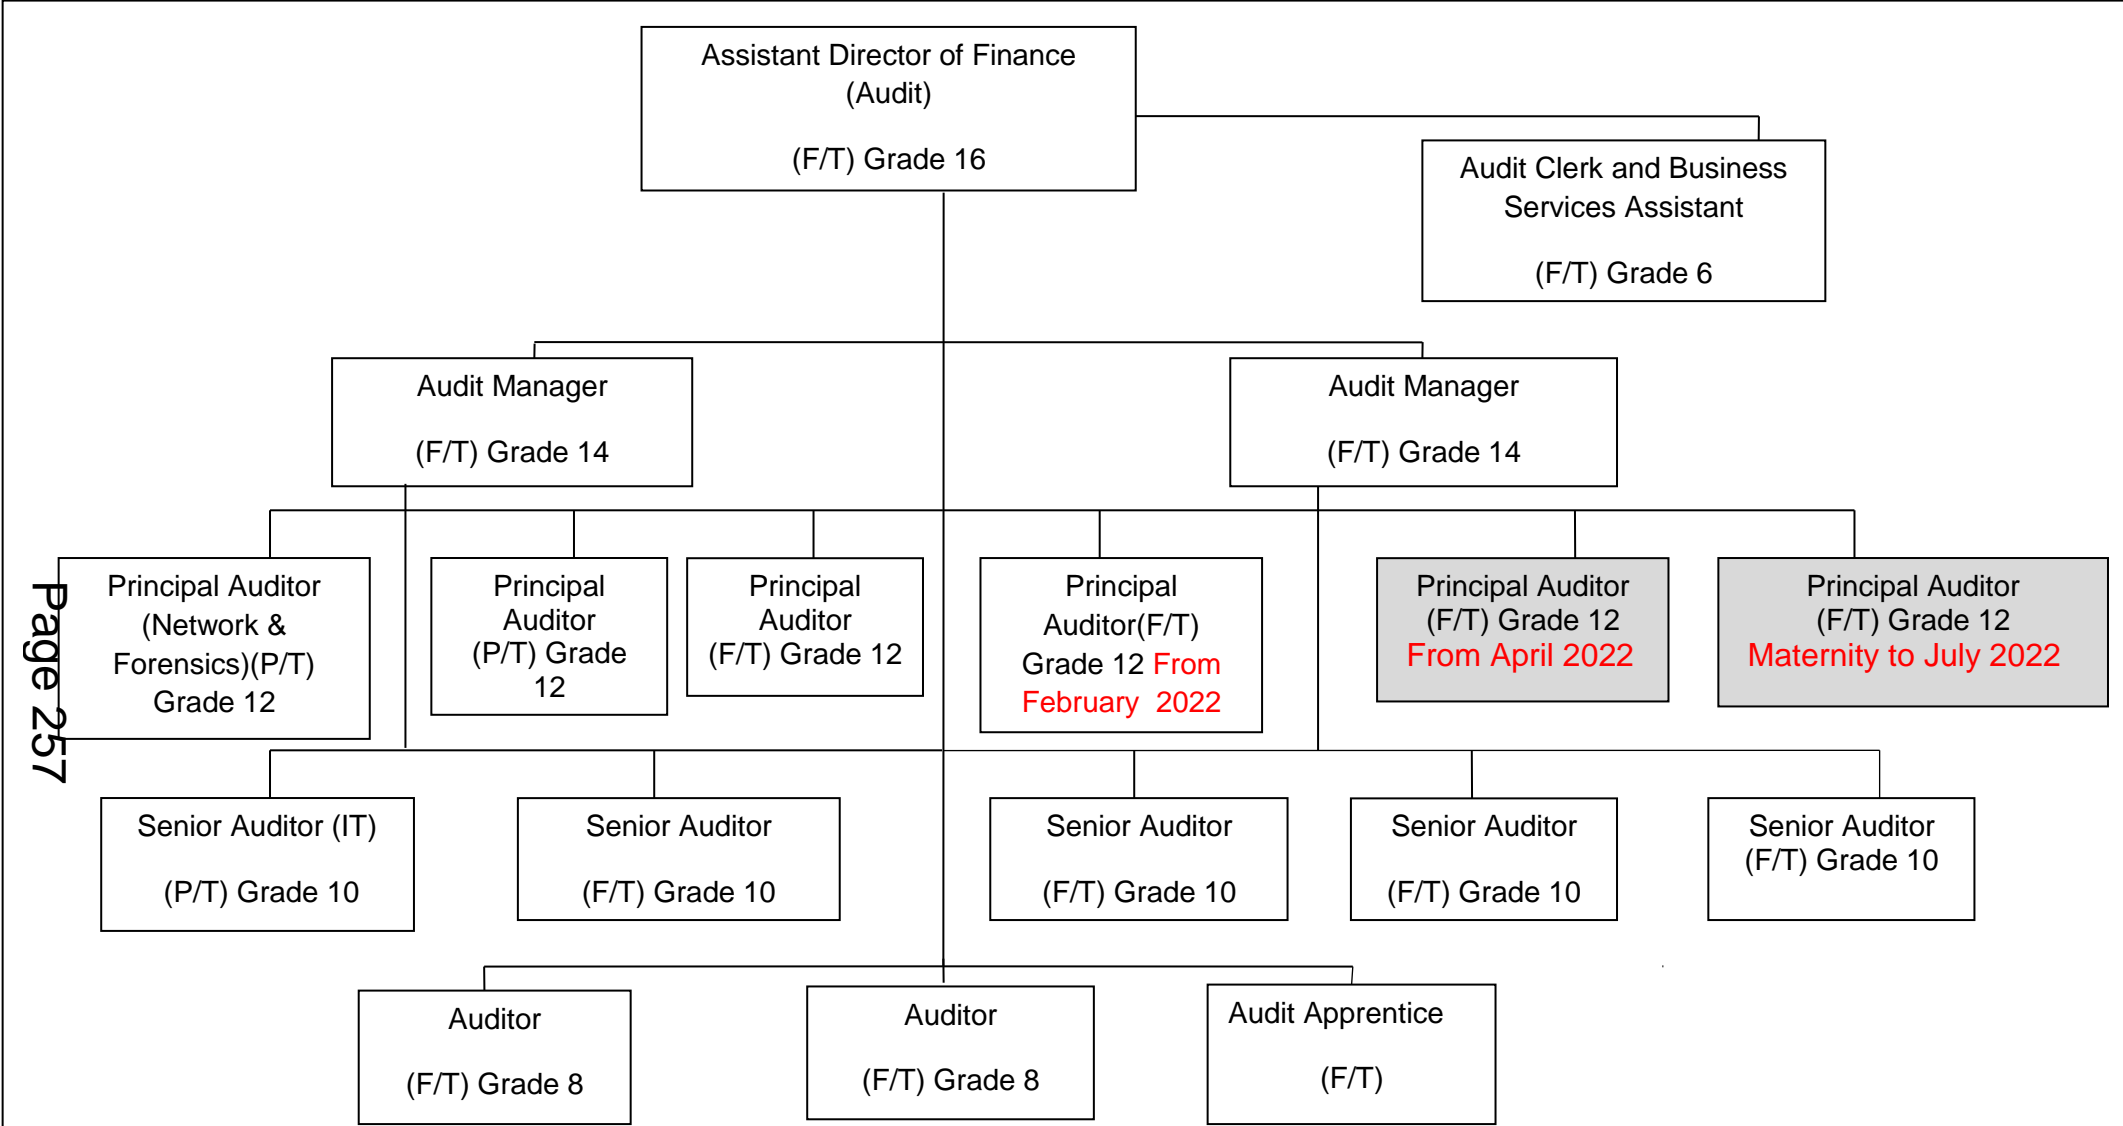 Assistant Director of Finance
(Audit)
(F/T) Grade 16
Audit Clerk and Business
Services Assistant
(F/T) Grade 6
Audit Manager
(F/T) Grade 14
Audit Manager
(F/T) Grade 14
Principal Auditor
(Network &
Forensics)(P/T)
Grade 12
Principal
Auditor
(P/T) Grade
12
Principal
Auditor
(F/T) Grade 12
Principal
Auditor(F/T)
Grade 12 From
February  2022
Principal Auditor
(F/T) Grade 12
From April 2022
Principal Auditor
(F/T) Grade 12
Maternity to July 2022
Page 257
Senior Auditor (IT)
(P/T) Grade 10
Senior Auditor
(F/T) Grade 10
Senior Auditor
(F/T) Grade 10
Senior Auditor
(F/T) Grade 10
Senior Auditor
(F/T) Grade 10
Auditor
(F/T) Grade 8
Auditor
(F/T) Grade 8
Audit Apprentice
(F/T)